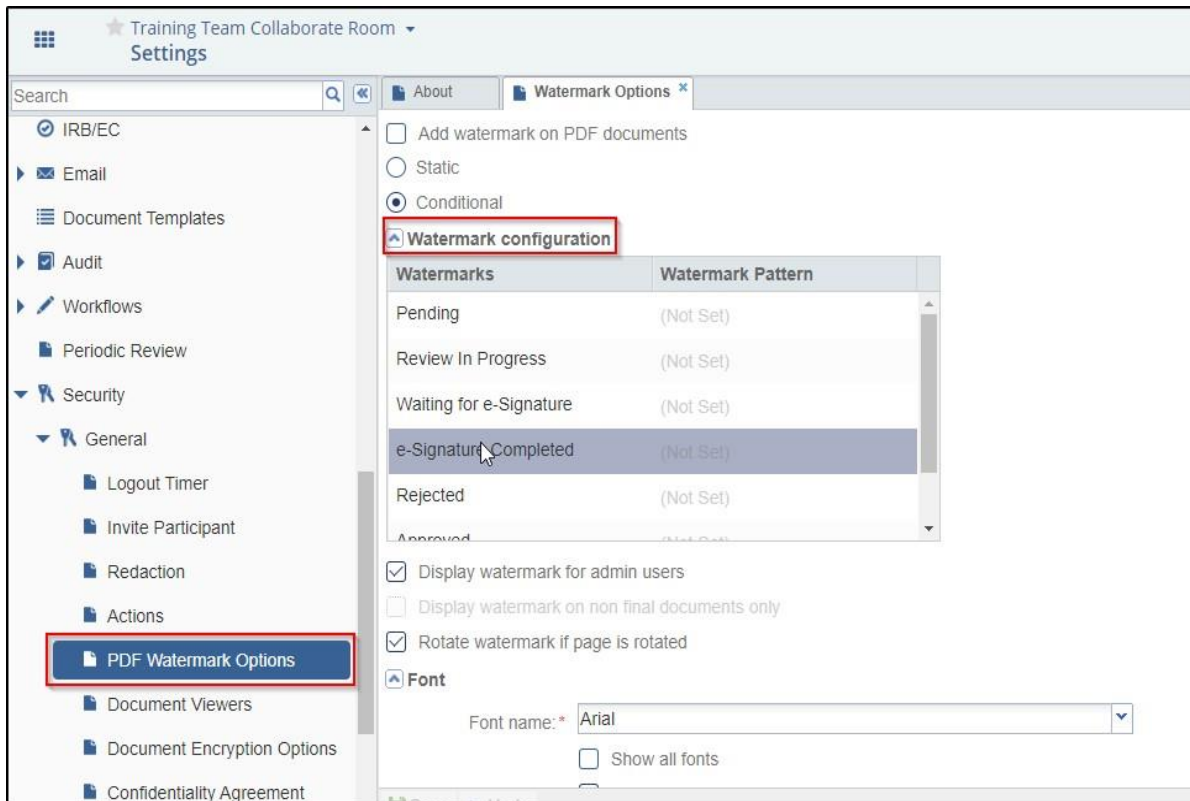 Training Team Collaborate Room
Settings
Search
IRB/EC
Email
Document Templates
Audit
Workflows
Periodic Review
Security
General
Logout Timer
Invite Participant
Redaction
Actions
PDF Watermark Options
Document Viewers
Document Encryption Options
Confidentiality Agreement
About
Watermark Options
Add watermark on PDF documents
Static
Conditional
Watermark configuration
Watermarks Watermark Pattern
Pending (Not Set)
Review In Progress (Not Set)
Waiting for e-Signature (Not Set)
e-Signature Completed (Not Set)
Rejected (Not Set)
Approved (Not Set)
Display watermark for admin users
Display watermark on non final documents only
Rotate watermark if page is rotated
Font
Font name:* Arial
Show all fonts